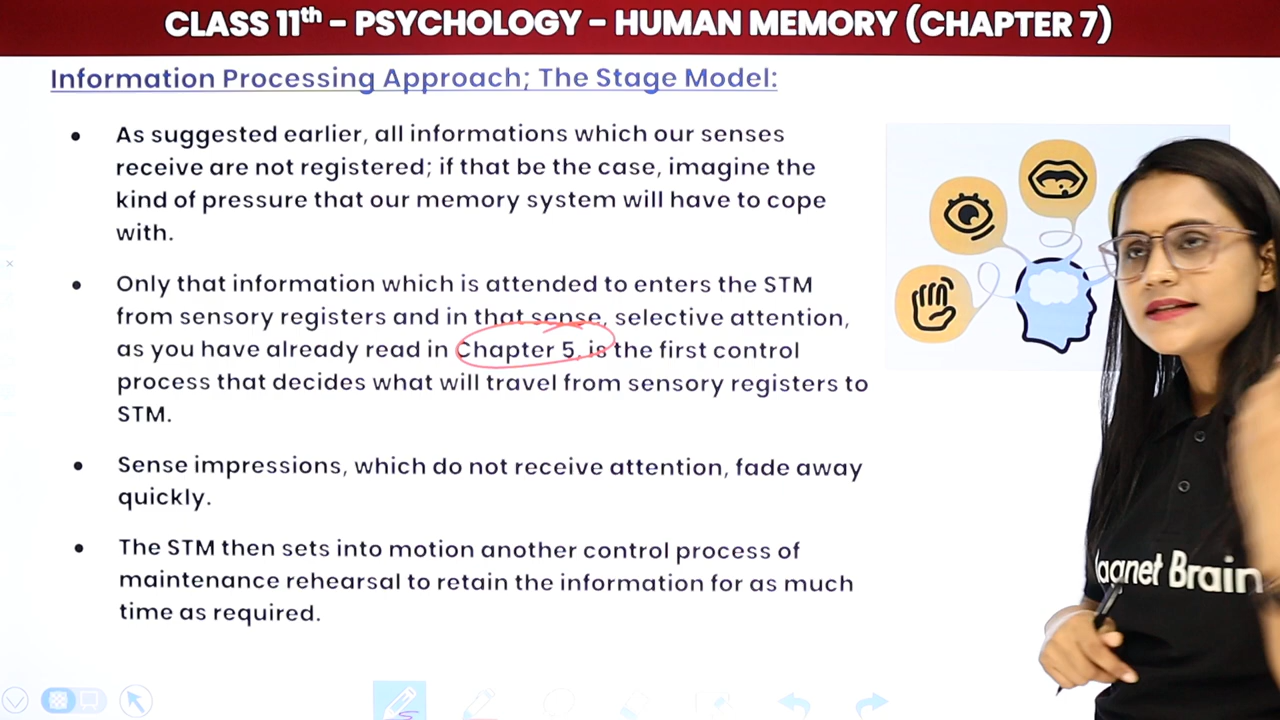 CLASS 11th - PSYCHOLOGY - HUMAN MEMORY (CHAPTER 7)
Information Processing Approach; The Stage Model:
• As suggested earlier, all informations which our senses
receive are not registered; if that be the case, imagine the
kind of pressure that our memory system will have to cope
with.
• Only that information which is attended to enters the STM
from sensory registers and in that sense, selective attention,
as you have already read in Chapter 5, is the first control
process that decides what will travel from sensory registers to
STM.
• Sense impressions, which do not receive attention, fade away
quickly.
• The STM then sets into motion another control process of
maintenance rehearsal to retain the information for as much
time as required.
agnet Brain